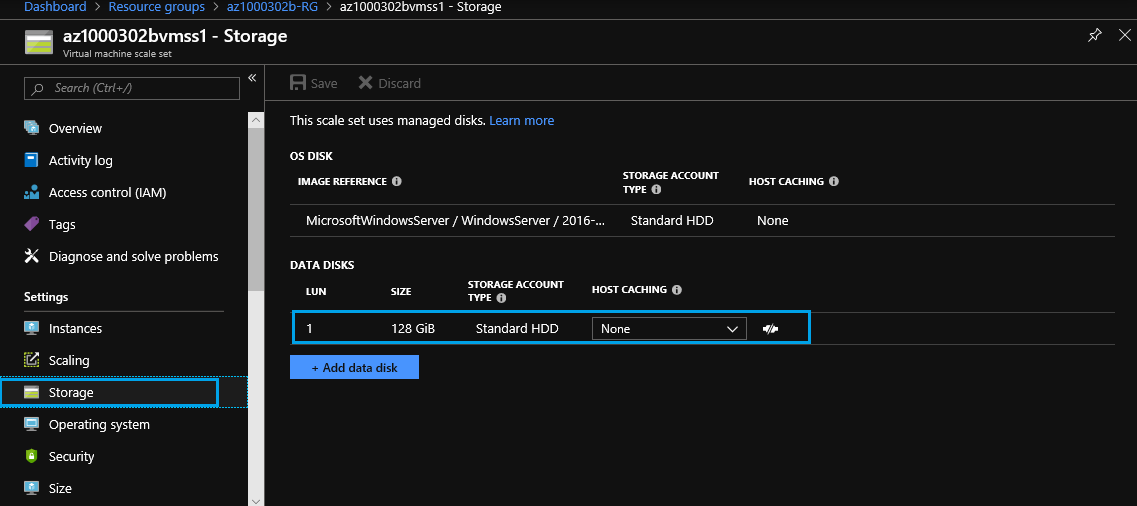 Dashboard > Resource groups > az1000302b-RG > az1000302bvmss1 - Storage
az1000302bvmss1 - Storage
Virtual machine scale set
Search (Ctrl+/)
«
Overview
Activity log
Access control (IAM)
Tags
Diagnose and solve problems
Settings
Instances
Scaling
Storage
Operating system
Security
Size
Save Discard
This scale set uses managed disks. Learn more
OS DISK
IMAGE REFERENCE STORAGE ACCOUNT TYPE HOST CACHING
MicrosoftWindowsServer / WindowsServer / 2016-... Standard HDD None
DATA DISKS
LUN SIZE STORAGE ACCOUNT TYPE HOST CACHING
1 128 GiB Standard HDD None
+ Add data disk